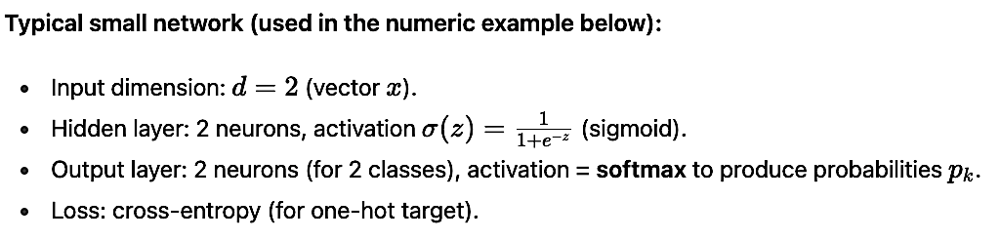 Typical small network (used in the numeric example below):
• Input dimension: d = 2 (vector x).
• Hidden layer: 2 neurons, activation σ(z) = 1/(1+e^{-z}) (sigmoid).
• Output layer: 2 neurons (for 2 classes), activation = softmax to produce probabilities p_k.
• Loss: cross-entropy (for one-hot target).